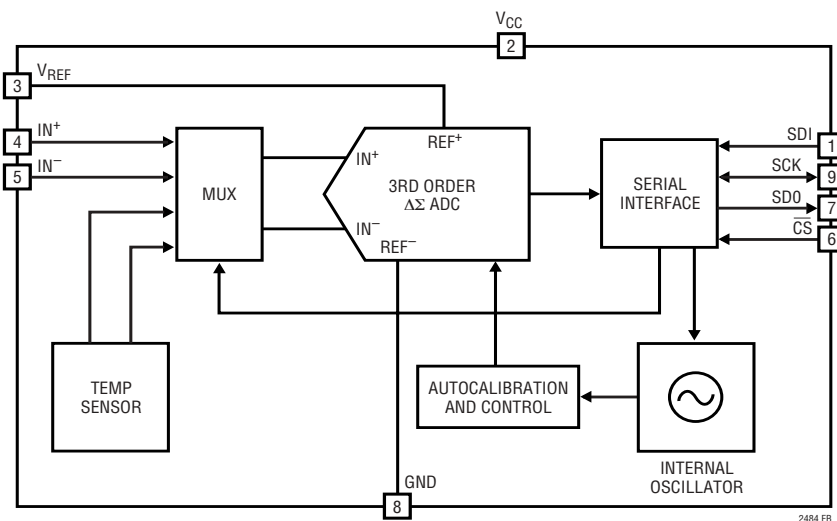 VCC
2
VREF
3
IN+
4
IN−
5
MUX
IN+
IN−
REF+
3RD ORDER
ΔΣ ADC
REF−
SERIAL
INTERFACE
SDI
1
SCK
9
SD0
7
CS
6
TEMP
SENSOR
AUTOCALIBRATION
AND CONTROL
INTERNAL
OSCILLATOR
GND
8
2484 FB